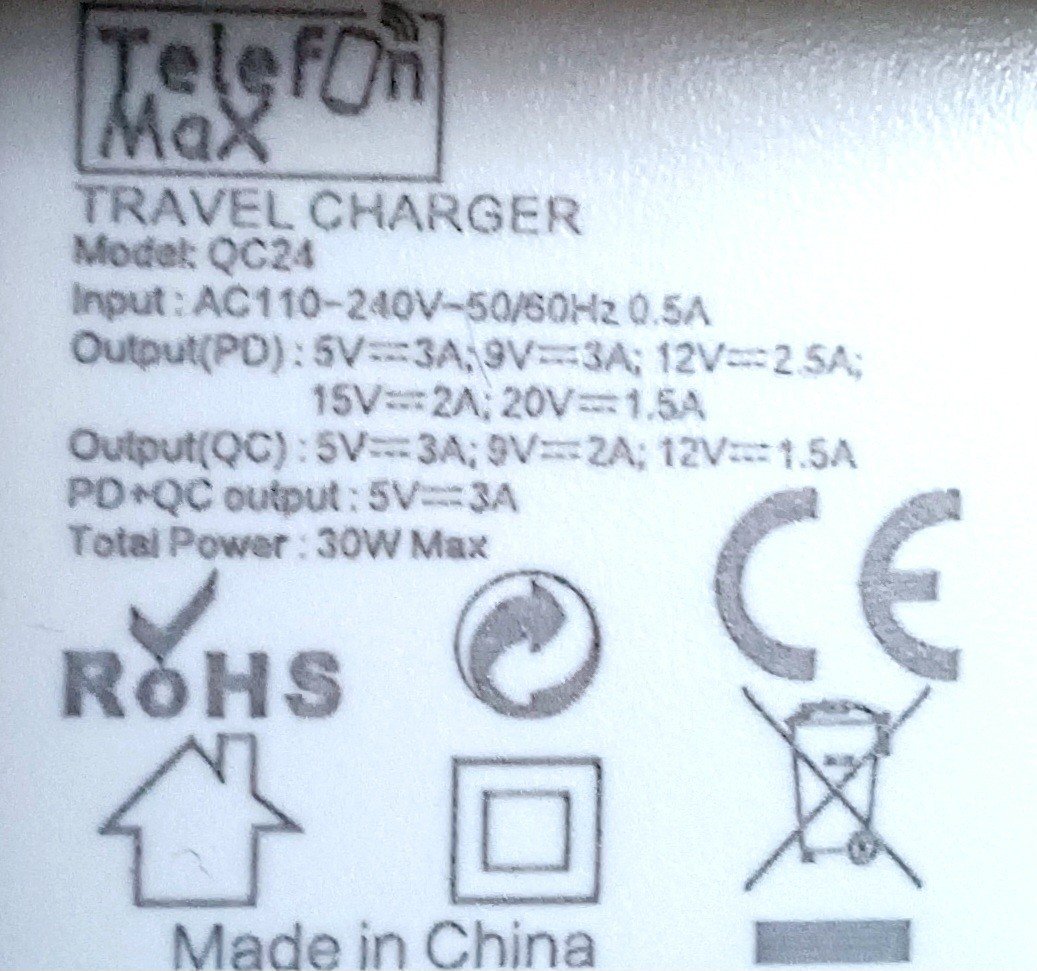 Telefon
Max
TRAVEL CHARGER
Model: QC24
Input : AC110-240V~50/60Hz 0.5A
Output(PD) : 5V⎓3A; 9V⎓3A; 12V⎓2.5A;
15V⎓2A; 20V⎓1.5A
Output(QC) : 5V⎓3A; 9V⎓2A; 12V⎓1.5A
PD+QC output : 5V⎓3A
Total Power : 30W Max
CE
RoHS
Made in China